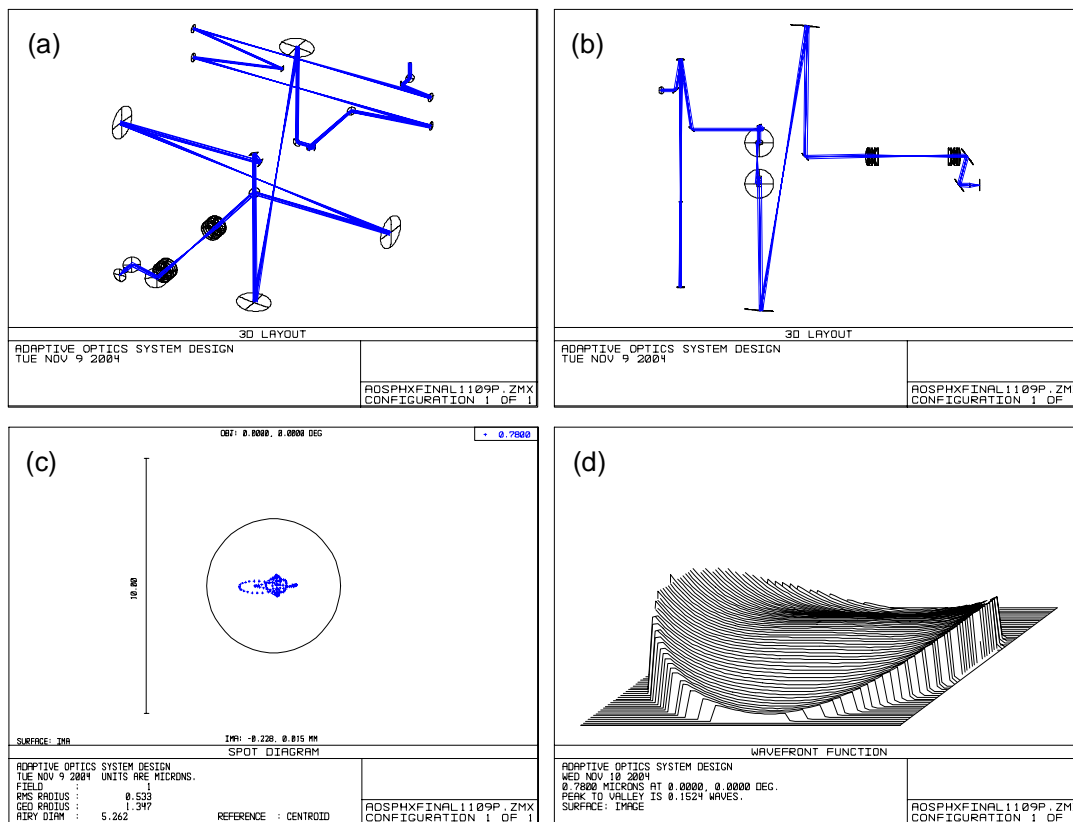 (a)
3D LAYOUT
ADAPTIVE OPTICS SYSTEM DESIGN
TUE NOV 9 2004
AOSPHXFINAL1109P.ZMX
CONFIGURATION 1 OF 1
(b)
3D LAYOUT
ADAPTIVE OPTICS SYSTEM DESIGN
TUE NOV 9 2004
AOSPHXFINAL1109P.ZM
CONFIGURATION 1 OF
(c)
OBJ: 0.0000, 0.0000 DEG
+ 0.7800
10.00
SURFACE: IMA
IMA: -0.228, 0.015 MM
SPOT DIAGRAM
ADAPTIVE OPTICS SYSTEM DESIGN
TUE NOV 9 2004 UNITS ARE MICRONS.
FIELD : 1
RMS RADIUS : 0.533
GEO RADIUS : 1.347
AIRY DIAM : 5.262 REFERENCE : CENTROID
AOSPHXFINAL1109P.ZMX
CONFIGURATION 1 OF 1
(d)
WAVEFRONT FUNCTION
ADAPTIVE OPTICS SYSTEM DESIGN
WED NOV 10 2004
0.7800 MICRONS AT 0.0000, 0.0000 DEG.
PEAK TO VALLEY IS 0.1524 WAVES.
SURFACE: IMAGE
AOSPHXFINAL1109P.ZM
CONFIGURATION 1 OF